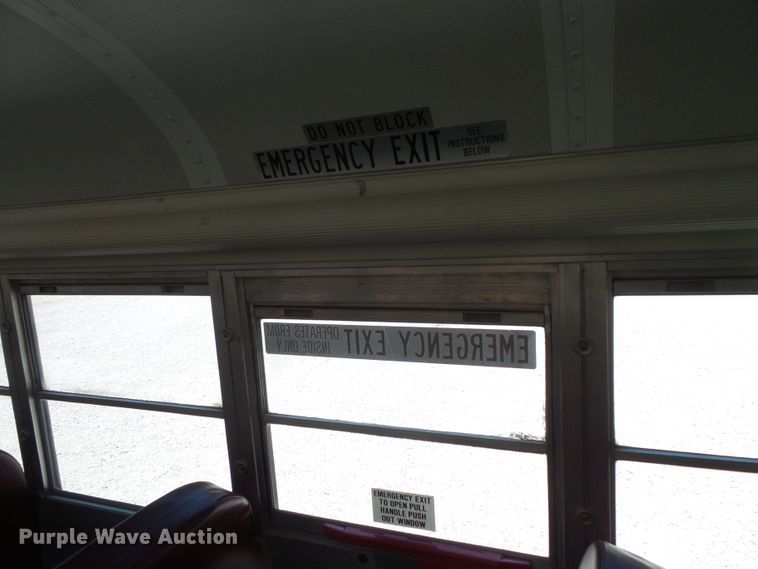 DO NOT BLOCK
EMERGENCY EXIT
SEE
INSTRUCTIONS
BELOW
EMERGENCY EXIT
OPERATES FROM
INSIDE ONLY
EMERGENCY EXIT
TO OPEN PULL
HANDLE PUSH
OUT WINDOW
Purple Wave Auction